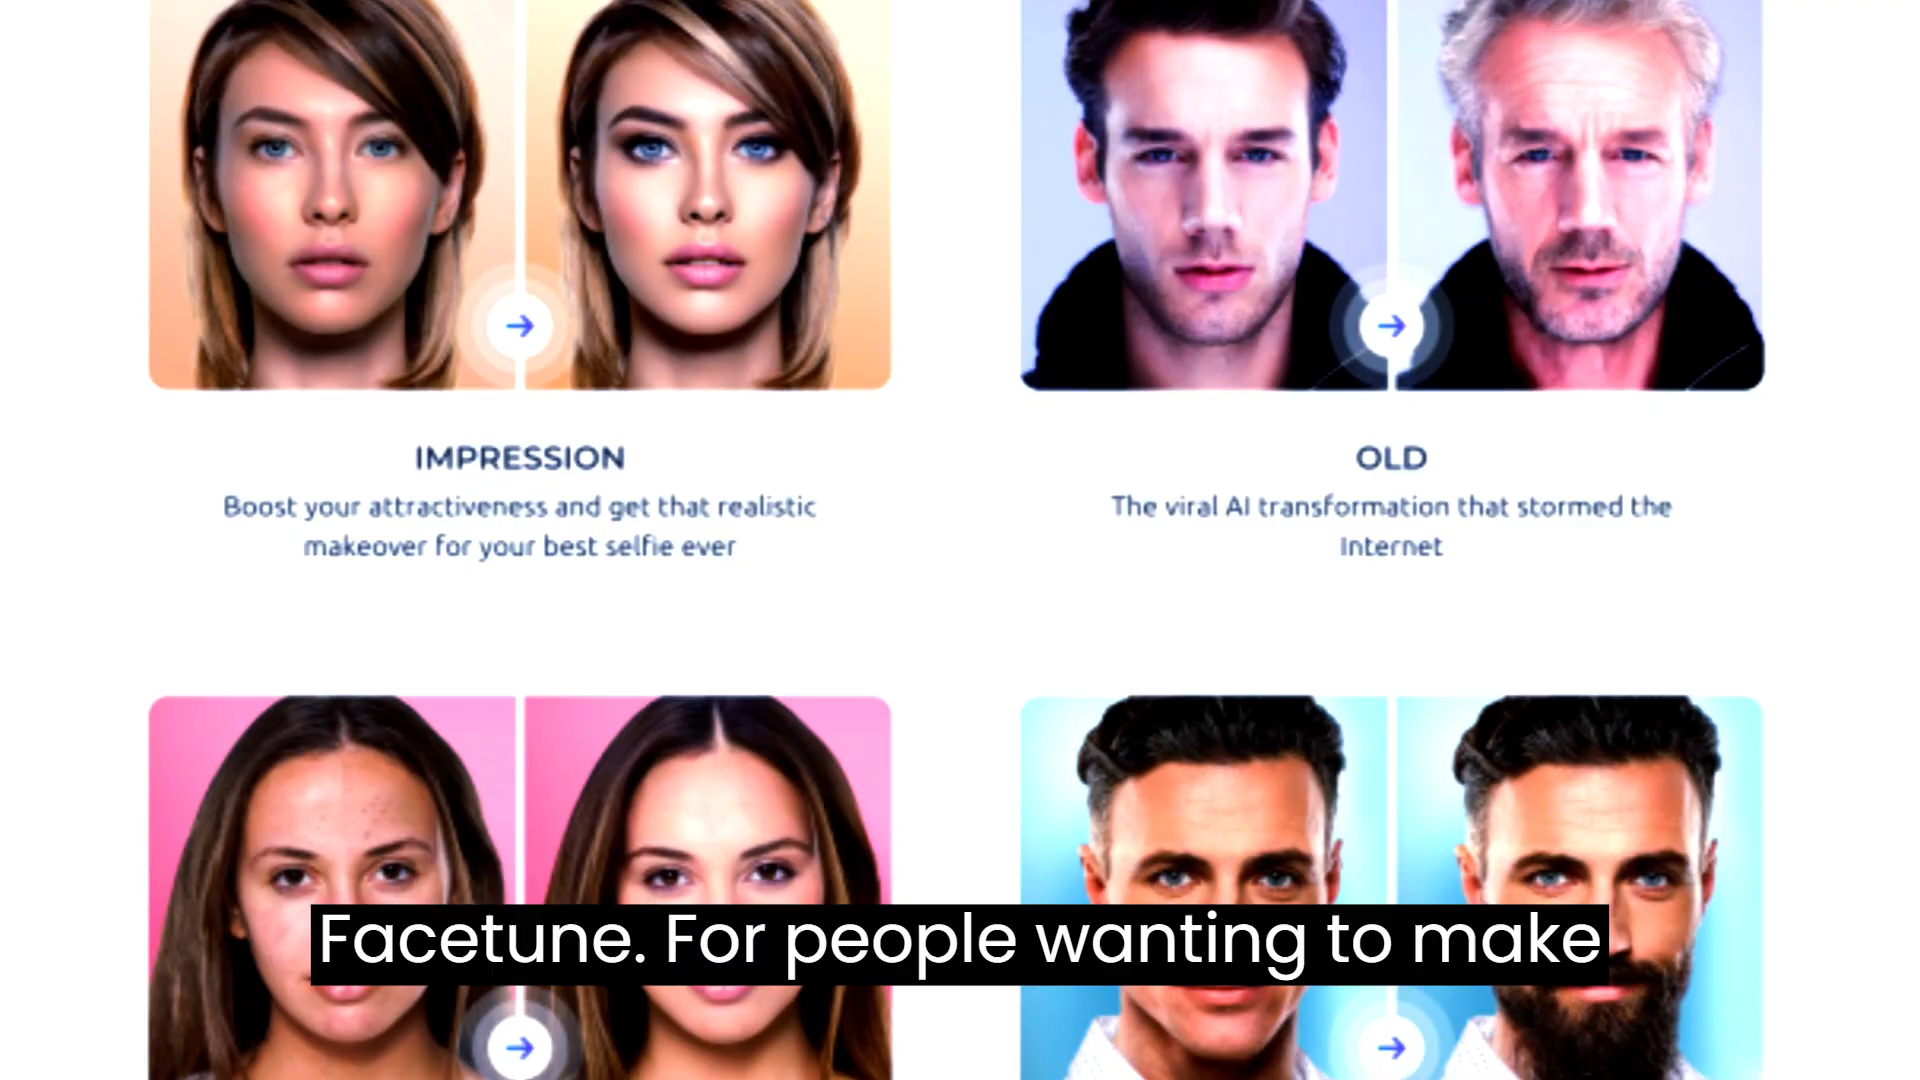 IMPRESSION
Boost your attractiveness and get that realistic
makeover for your best selfie ever
OLD
The viral AI transformation that stormed the
Internet
Facetune. For people wanting to make